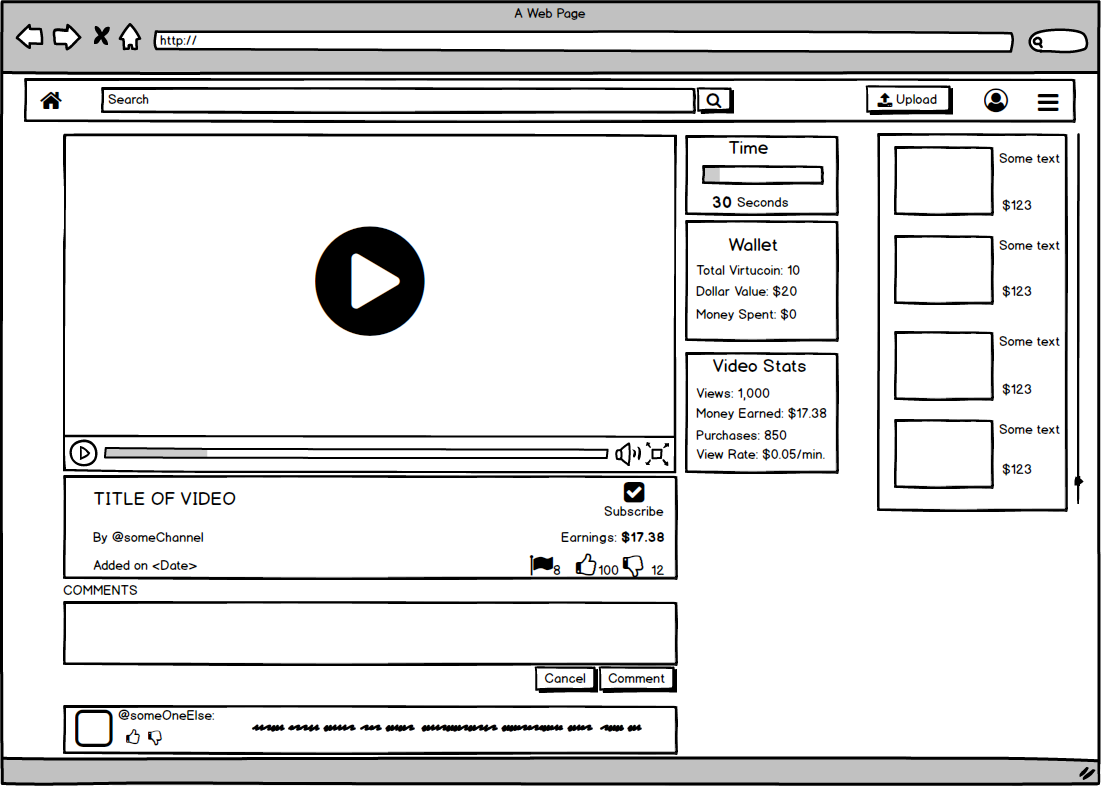 A Web Page
http://
Search
Upload
Time
30 Seconds
Wallet
Total Virtucoin: 10
Dollar Value: $20
Money Spent: $0
Video Stats
Views: 1,000
Money Earned: $17.38
Purchases: 850
View Rate: $0.05/min.
Some text
$123
Some text
$123
Some text
$123
Some text
$123
TITLE OF VIDEO
Subscribe
By @someChannel
Earnings: $17.38
Added on <Date>
8 100 12
COMMENTS
Cancel Comment
@someOneElse: